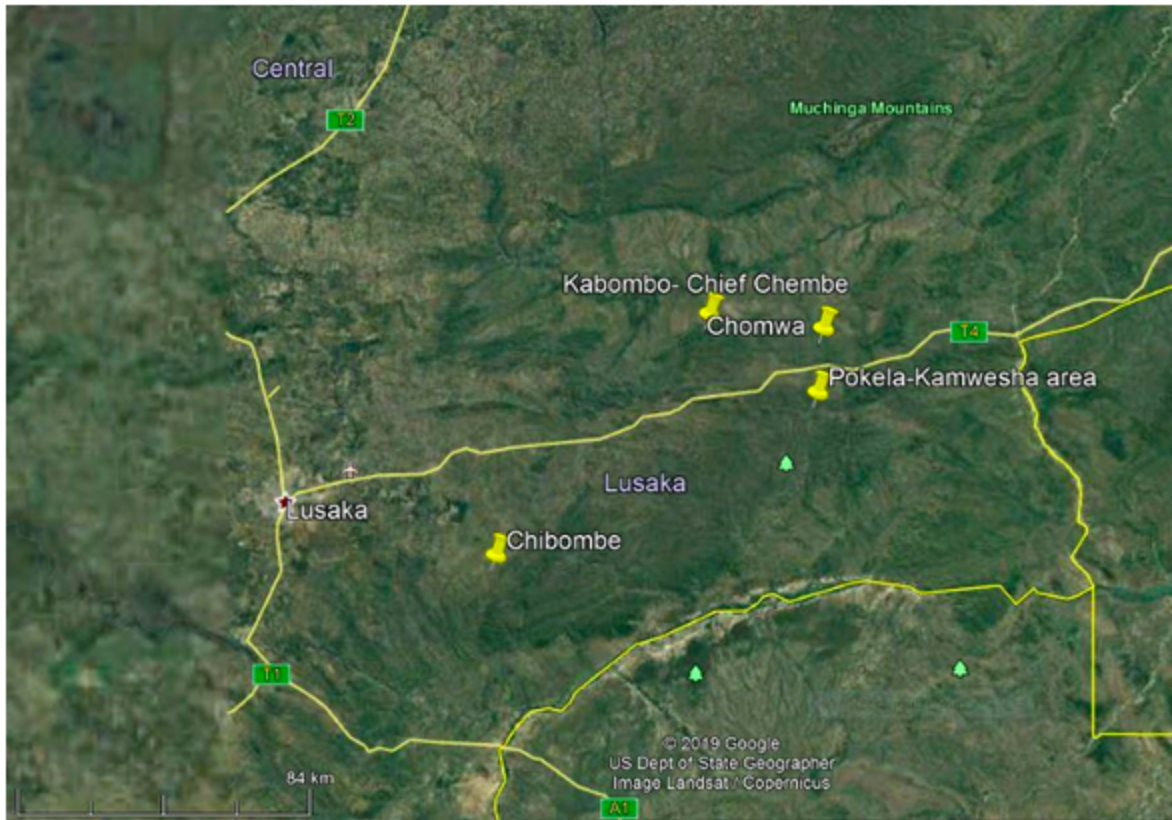 Central
T2
Muchinga Mountains
Kabombo- Chief Chembe
Chomwa
T4
Pokela-Kamwesha area
Lusaka
Lusaka
Chibombe
T1
© 2019 Google
US Dept of State Geographer
Image Landsat / Copernicus
84 km
A1